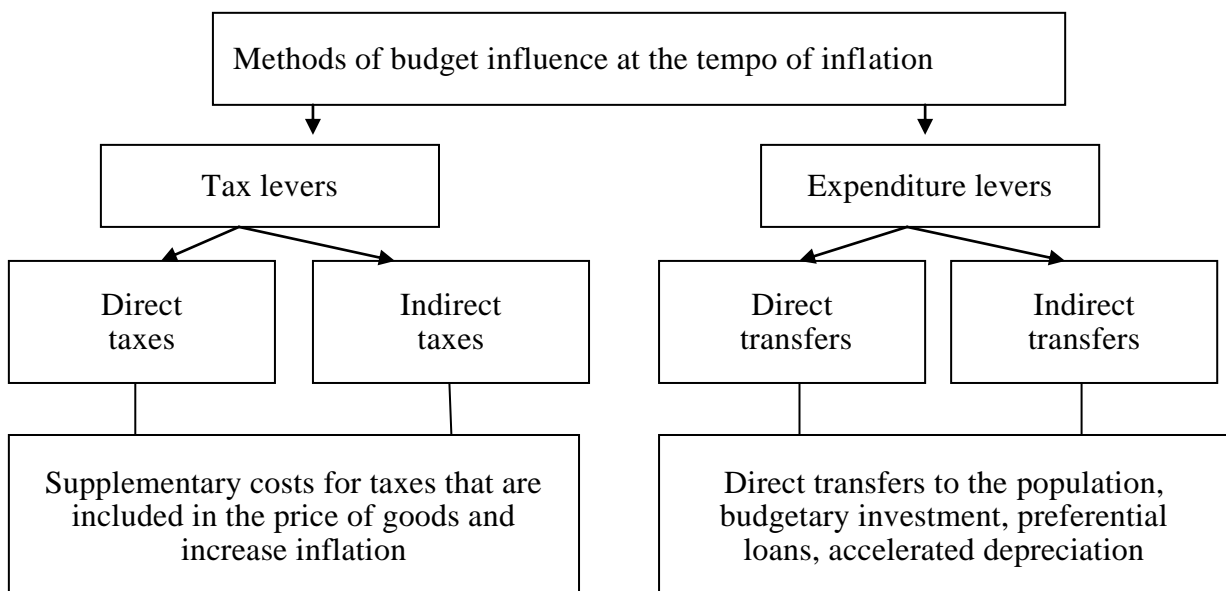 Methods of budget influence at the tempo of inflation
Tax levers
Expenditure levers
Direct
taxes
Indirect
taxes
Direct
transfers
Indirect
transfers
Supplementary costs for taxes that are
included in the price of goods and
increase inflation
Direct transfers to the population,
budgetary investment, preferential
loans, accelerated depreciation